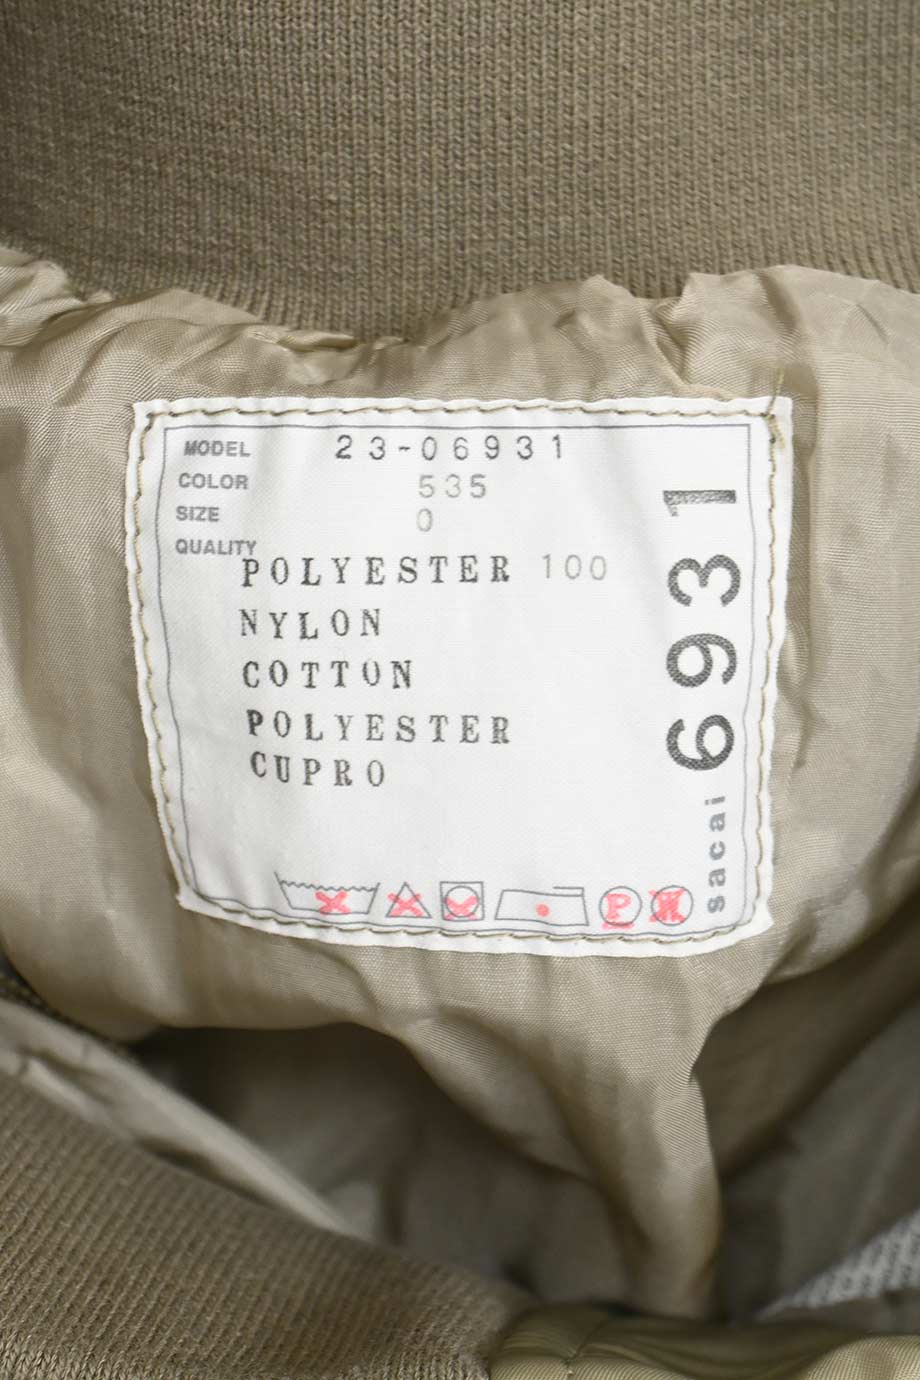 MODEL 23-06931
COLOR 535
SIZE 0
QUALITY
POLYESTER 100
NYLON
COTTON
POLYESTER
CUPRO
P W
sacai 6931